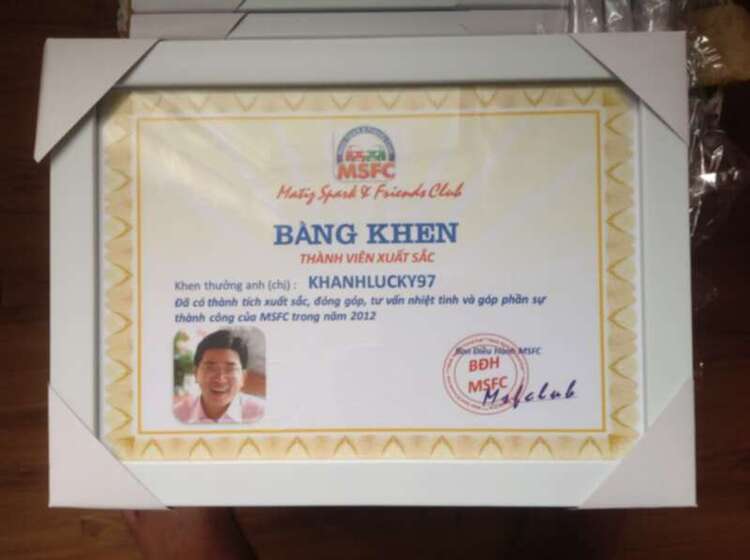 MSFC
Matiz Spark & Friends Club
BẰNG KHEN
THÀNH VIÊN XUẤT SẮC
Khen thưởng anh (chị) : KHANHLUCKY97
Đã có thành tích xuất sắc, đóng góp, tư vấn nhiệt tình và góp phần sự
thành công của MSFC trong năm 2012
Ban Điều Hành MSFC
BĐH
MSFC
Msfclub